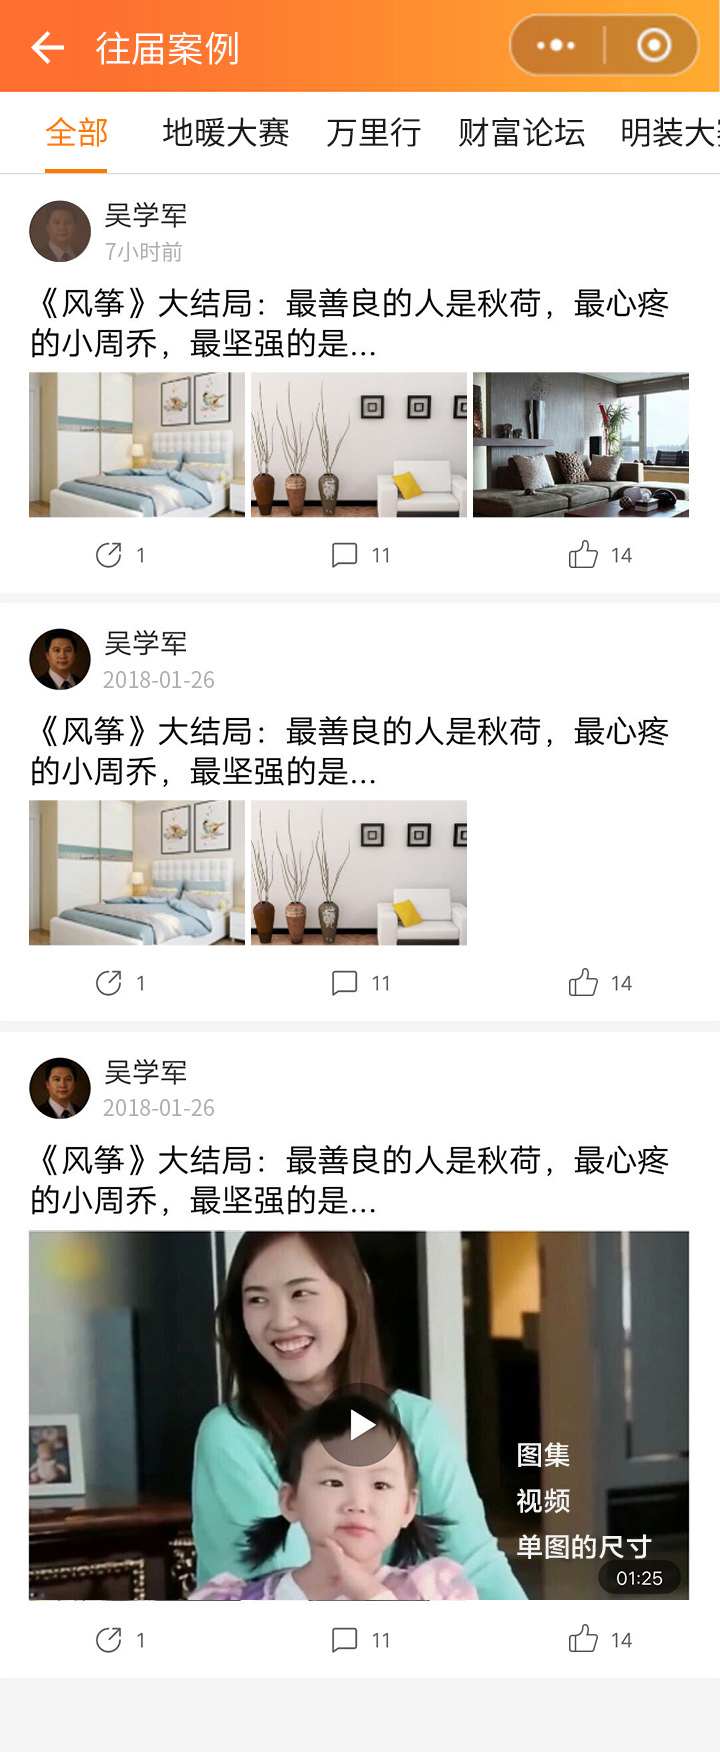 往届案例
全部 地暖大赛 万里行 财富论坛 明装大
吴学军
7小时前
《风筝》大结局：最善良的人是秋荷，最心疼
的小周乔，最坚强的是...
1 11 14
吴学军
2018-01-26
《风筝》大结局：最善良的人是秋荷，最心疼
的小周乔，最坚强的是...
1 11 14
吴学军
2018-01-26
《风筝》大结局：最善良的人是秋荷，最心疼
的小周乔，最坚强的是...
图集
视频
单图的尺寸
01:25
1 11 14